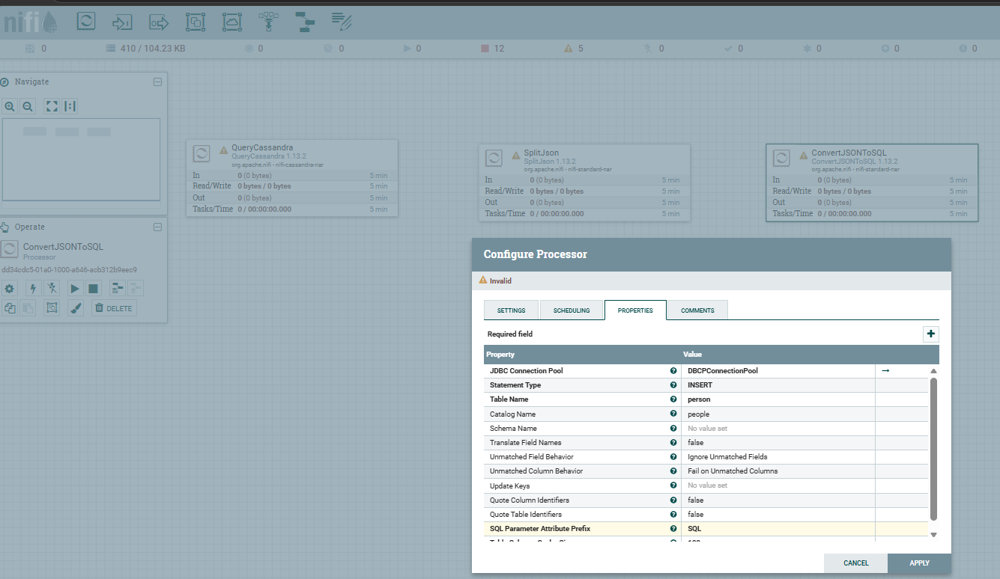 nifi
0
410 / 104.23 KB
0
0
0
12
5
0
0
0
0
0
Navigate
Operate
ConvertJSONToSQL
Processor
dd34cdc5-01a0-1000-a646-acb312b9eec9
DELETE
QueryCassandra
QueryCassandra 1.13.2
org.apache.nifi - nifi-cassandra-nar
In 0 (0 bytes) 5 min
Read/Write 0 bytes / 0 bytes 5 min
Out 0 (0 bytes) 5 min
Tasks/Time 0 / 00:00:00.000 5 min
SplitJson
SplitJson 1.13.2
org.apache.nifi - nifi-standard-nar
In 0 (0 bytes) 5 min
Read/Write 0 bytes / 0 bytes 5 min
Out 0 (0 bytes) 5 min
Tasks/Time 0 / 00:00:00.000 5 min
ConvertJSONToSQL
ConvertJSONToSQL 1.13.2
org.apache.nifi - nifi-standard-nar
In 0 (0 bytes) 5 min
Read/Write 0 bytes / 0 bytes 5 min
Out 0 (0 bytes) 5 min
Tasks/Time 0 / 00:00:00.000 5 min
Configure Processor
Invalid
SETTINGS SCHEDULING PROPERTIES COMMENTS
Required field
Property Value
JDBC Connection Pool DBCPConnectionPool
Statement Type INSERT
Table Name person
Catalog Name people
Schema Name No value set
Translate Field Names false
Unmatched Field Behavior Ignore Unmatched Fields
Unmatched Column Behavior Fail on Unmatched Columns
Update Keys No value set
Quote Column Identifiers false
Quote Table Identifiers false
SQL Parameter Attribute Prefix SQL
CANCEL APPLY